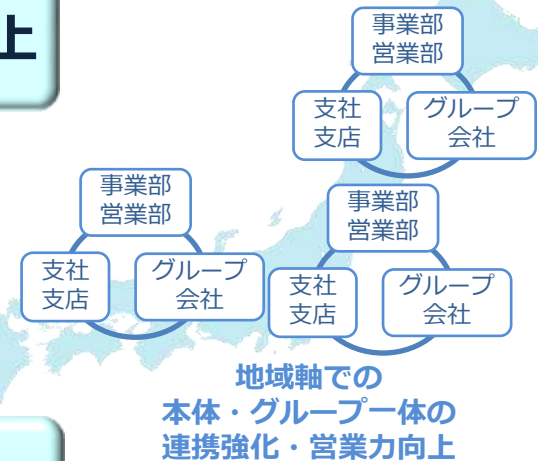 上
事業部
営業部
支社
支店
グループ
会社
事業部
営業部
支社
支店
グループ
会社
事業部
営業部
支社
支店
グループ
会社
地域軸での
本体・グループ一体の
連携強化・営業力向上